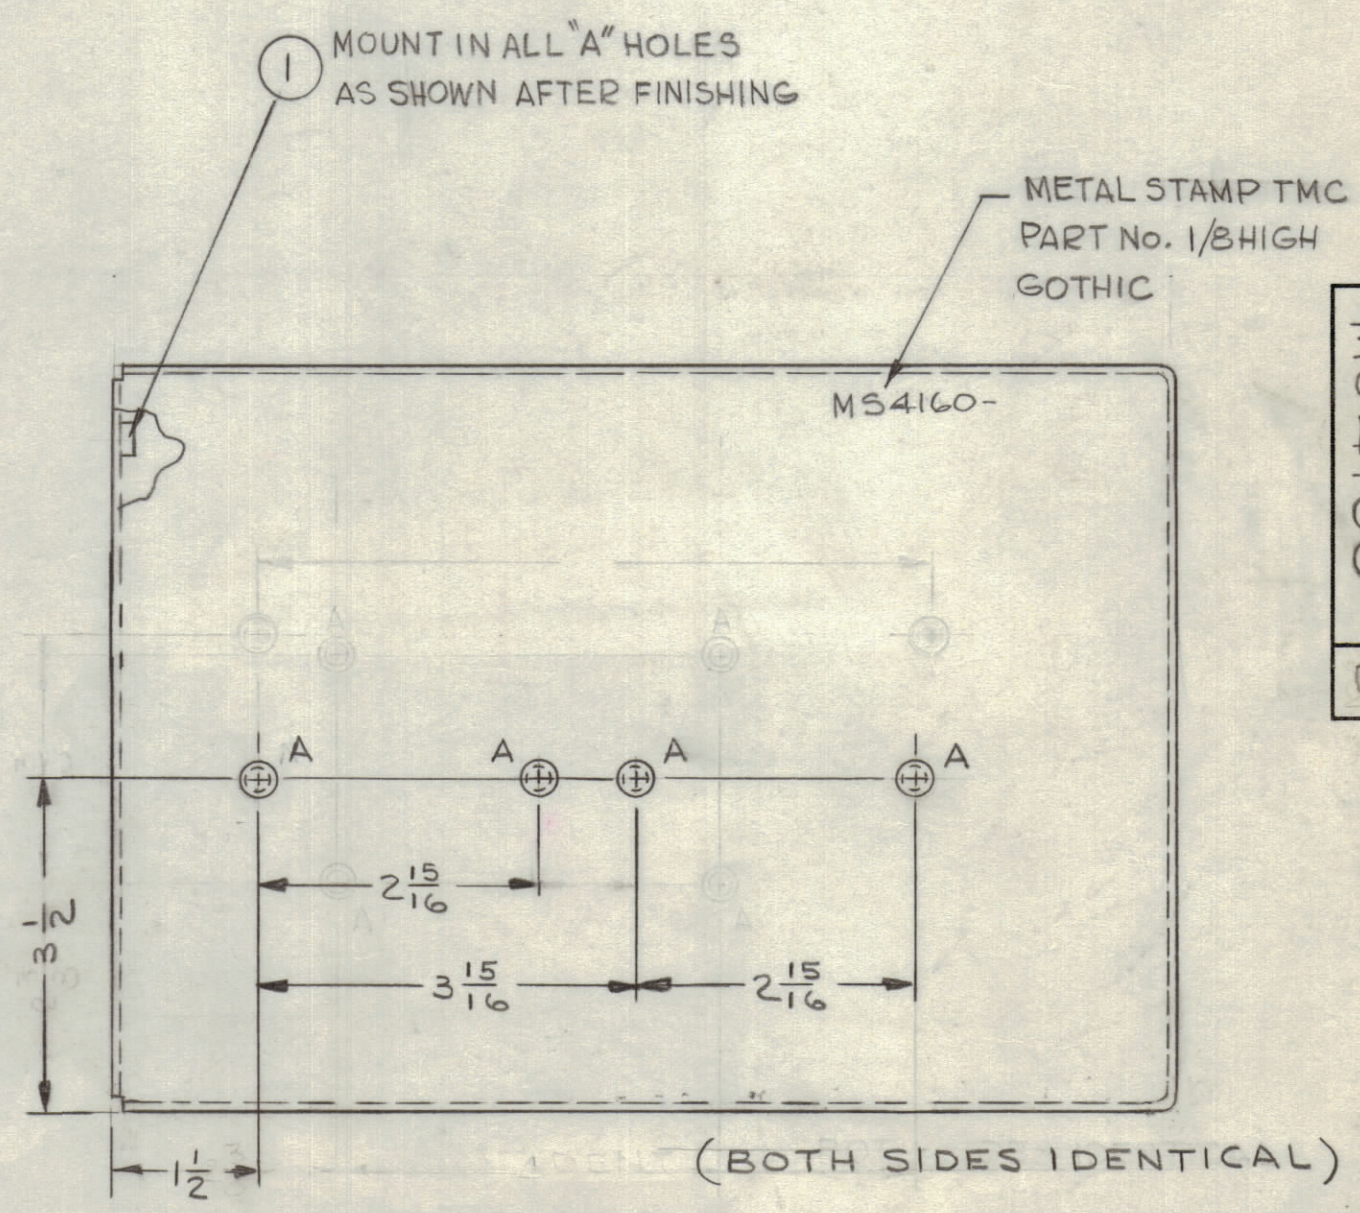 1
MOUNT IN ALL "A" HOLES
AS SHOWN AFTER FINISHING
METAL STAMP TMC
PART No. 1/8 HIGH
GOTHIC
MS4160-
A
A
A
A
A
A
A
2 15/16
3 1/2
3 15/16
2 15/16
1 1/2
(BOTH SIDES IDENTICAL)